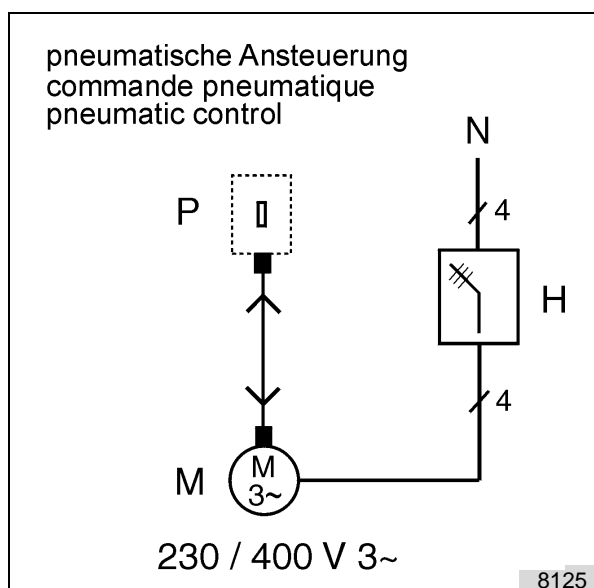 pneumatische Ansteuerung
commande pneumatique
pneumatic control
N
P
4
H
4
M
M
3~
230 / 400 V 3~
8125